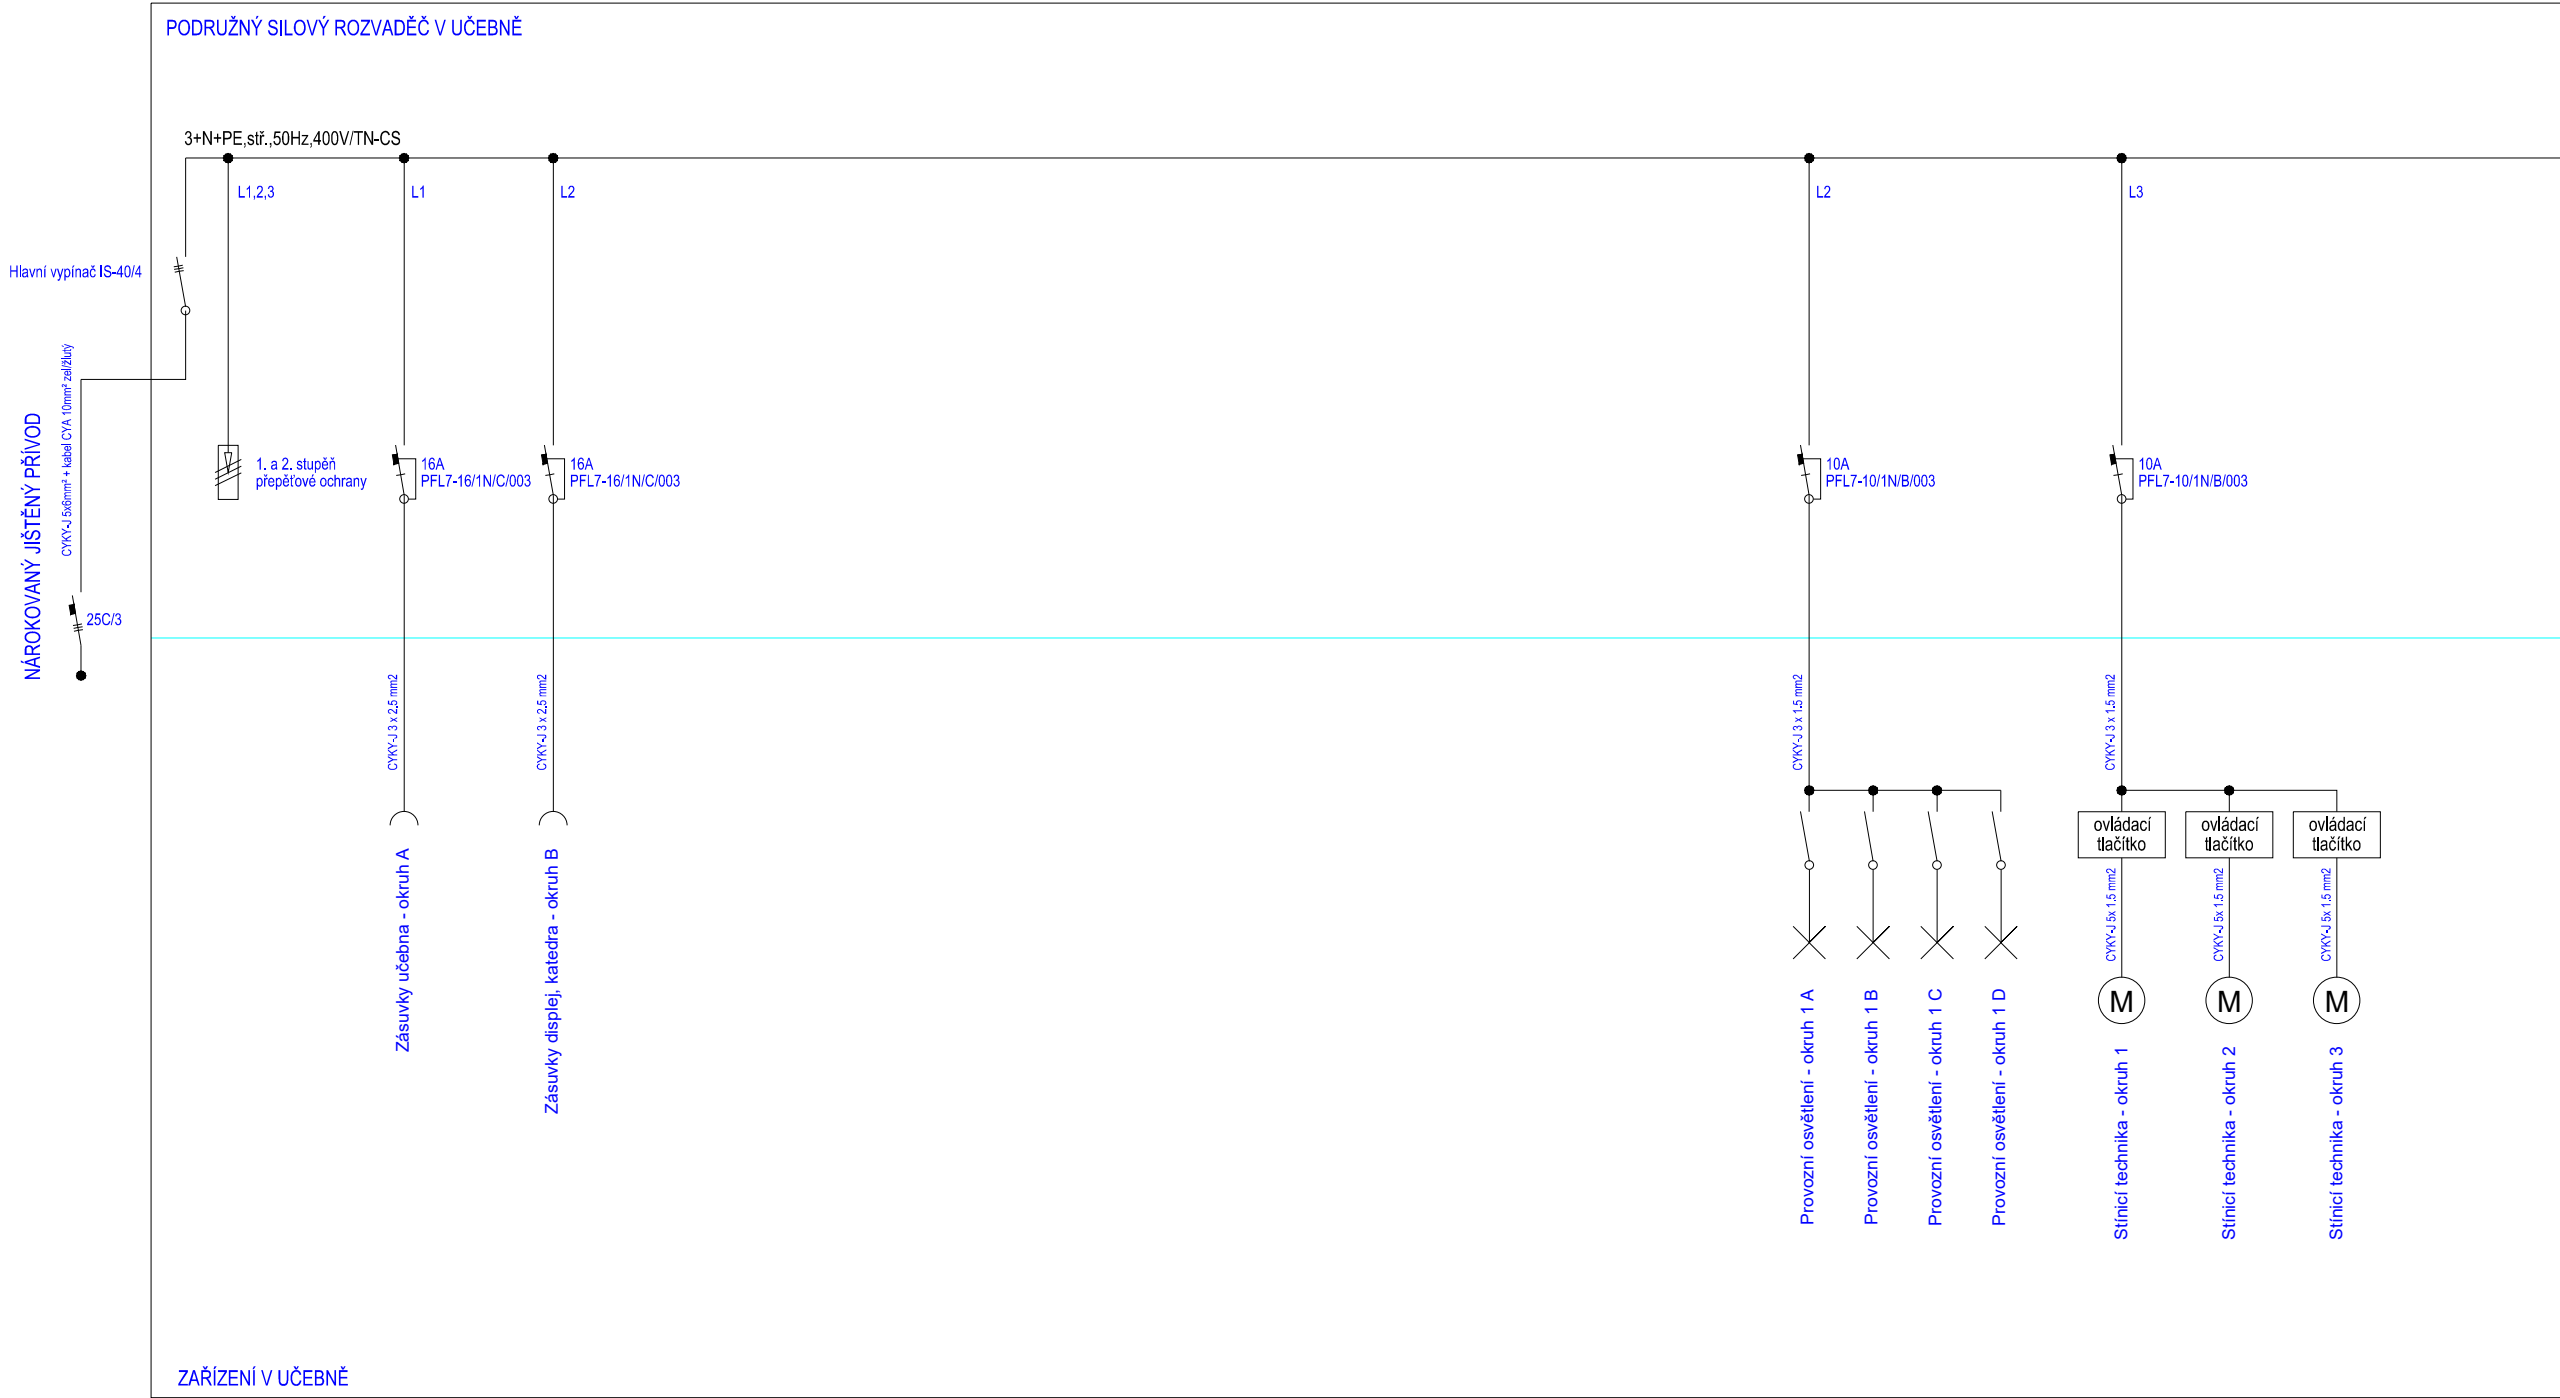 PODRUŽNÝ SILOVÝ ROZVADĚČ V UČEBNĚ
3+N+PE,stř.,50Hz,400V/TN-CS
L1,2,3
L1
L2
L2
L3
Hlavní vypínač IS-40/4
NÁROKOVANÝ JIŠTĚNÝ PŘÍVOD
CYKY-J 5x6mm² + kabel CYA 10mm² zel/žlutý
25C/3
1. a 2. stupěň
přepěťové ochrany
16A
PFL7-16/1N/C/003
16A
PFL7-16/1N/C/003
10A
PFL7-10/1N/B/003
10A
PFL7-10/1N/B/003
CYKY-J 3 x 2,5 mm2
CYKY-J 3 x 2,5 mm2
CYKY-J 3 x 1.5 mm2
CYKY-J 3 x 1.5 mm2
ovládací
tlačítko
ovládací
tlačítko
ovládací
tlačítko
CYKY-J 5x 1.5 mm2
CYKY-J 5x 1.5 mm2
CYKY-J 5x 1.5 mm2
M
M
M
Zásuvky učebna - okruh A
Zásuvky displej, katedra - okruh B
Provozní osvětlení - okruh 1 A
Provozní osvětlení - okruh 1 B
Provozní osvětlení - okruh 1 C
Provozní osvětlení - okruh 1 D
Stínicí technika - okruh 1
Stínicí technika - okruh 2
Stínicí technika - okruh 3
ZAŘÍZENÍ V UČEBNĚ